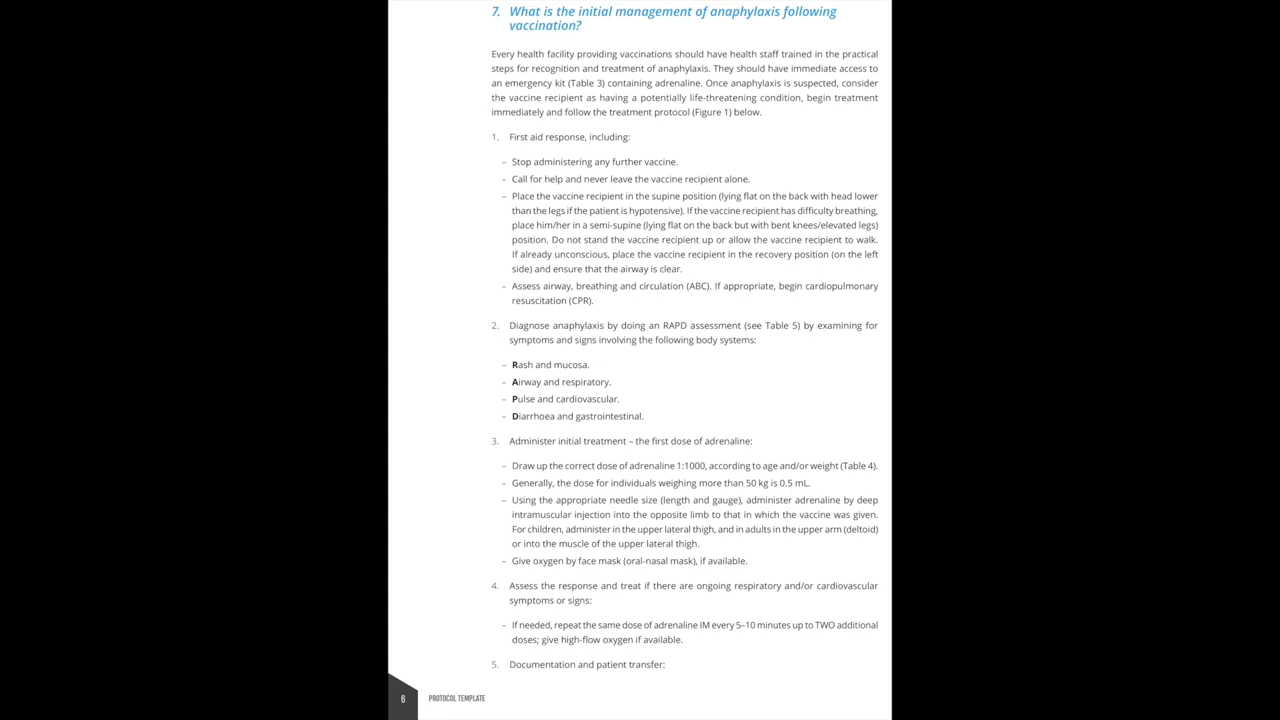 7. What is the initial management of anaphylaxis following
vaccination?
Every health facility providing vaccinations should have health staff trained in the practical
steps for recognition and treatment of anaphylaxis. They should have immediate access to
an emergency kit (Table 3) containing adrenaline. Once anaphylaxis is suspected, consider
the vaccine recipient as having a potentially life-threatening condition, begin treatment
immediately and follow the treatment protocol (Figure 1) below.
1. First aid response, including:
– Stop administering any further vaccine.
– Call for help and never leave the vaccine recipient alone.
– Place the vaccine recipient in the supine position (lying flat on the back with head lower
than the legs if the patient is hypotensive). If the vaccine recipient has difficulty breathing,
place him/her in a semi-supine (lying flat on the back but with bent knees/elevated legs)
position. Do not stand the vaccine recipient up or allow the vaccine recipient to walk.
If already unconscious, place the vaccine recipient in the recovery position (on the left
side) and ensure that the airway is clear.
– Assess airway, breathing and circulation (ABC). If appropriate, begin cardiopulmonary
resuscitation (CPR).
2. Diagnose anaphylaxis by doing an RAPD assessment (see Table 5) by examining for
symptoms and signs involving the following body systems:
– Rash and mucosa.
– Airway and respiratory.
– Pulse and cardiovascular.
– Diarrhoea and gastrointestinal.
3. Administer initial treatment – the first dose of adrenaline:
– Draw up the correct dose of adrenaline 1:1000, according to age and/or weight (Table 4).
– Generally, the dose for individuals weighing more than 50 kg is 0.5 mL.
– Using the appropriate needle size (length and gauge), administer adrenaline by deep
intramuscular injection into the opposite limb to that in which the vaccine was given.
For children, administer in the upper lateral thigh, and in adults in the upper arm (deltoid)
or into the muscle of the upper lateral thigh.
– Give oxygen by face mask (oral-nasal mask), if available.
4. Assess the response and treat if there are ongoing respiratory and/or cardiovascular
symptoms or signs:
– If needed, repeat the same dose of adrenaline IM every 5–10 minutes up to TWO additional
doses; give high-flow oxygen if available.
5. Documentation and patient transfer:
6 PROTOCOL TEMPLATE